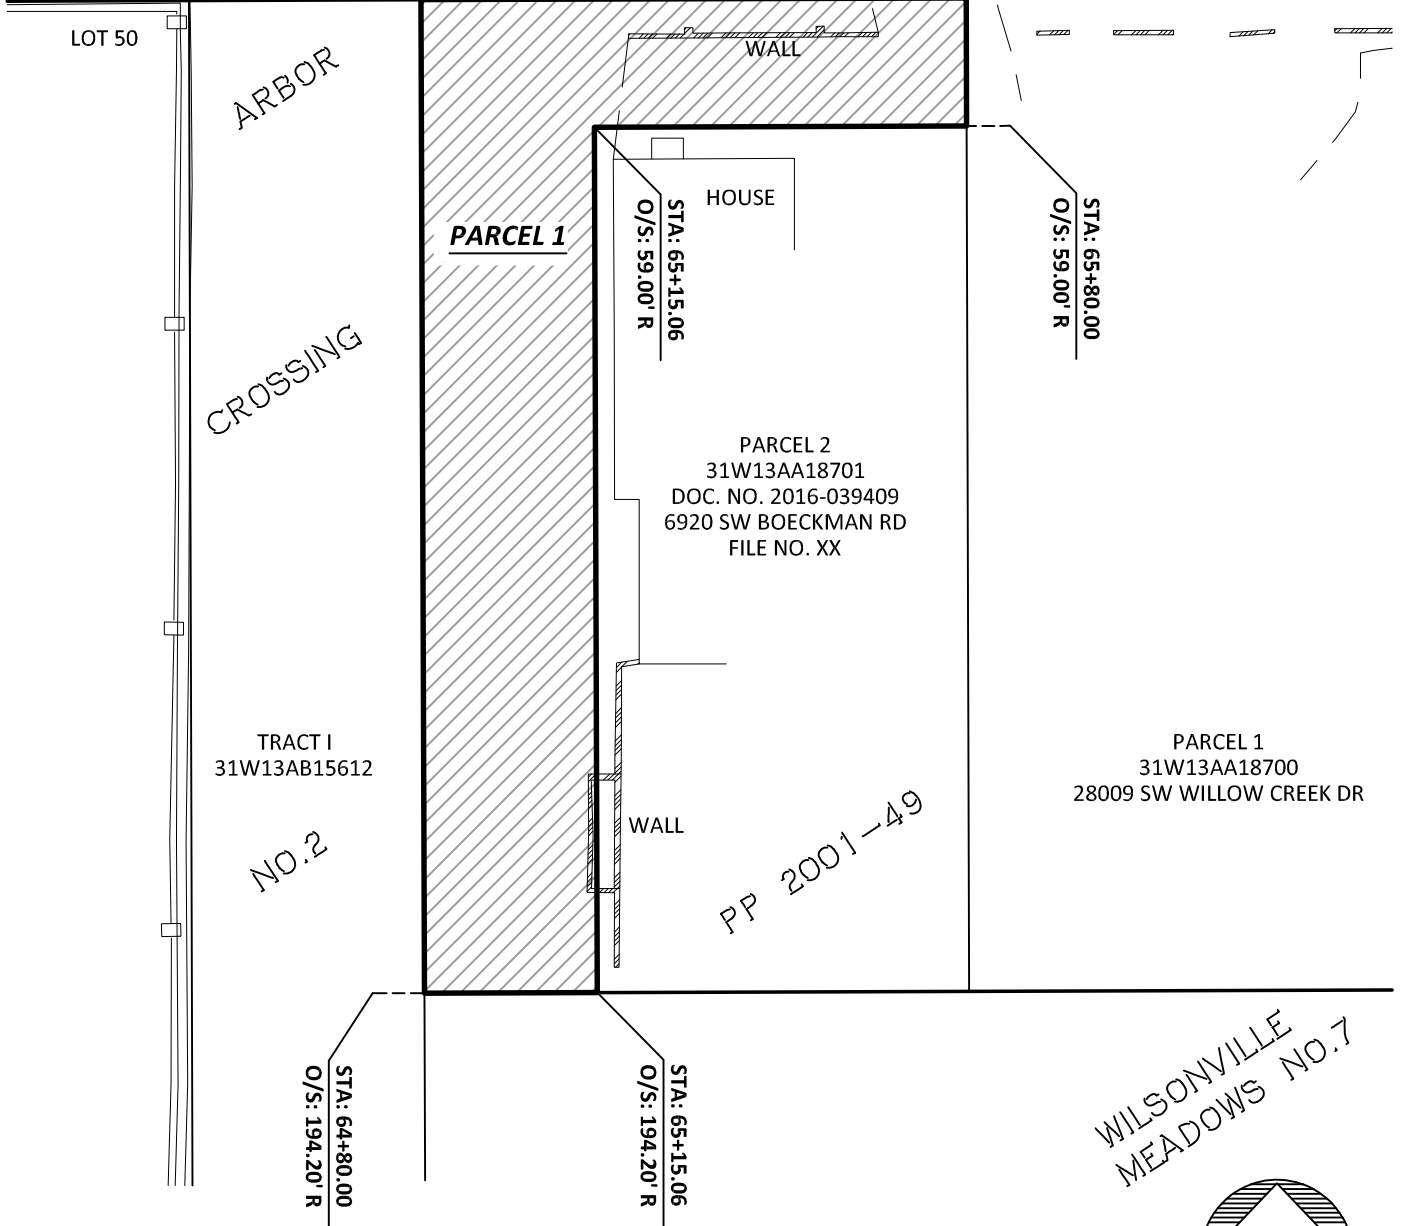 LOT 50
ARBOR
WALL
HOUSE
PARCEL 1
STA: 65+15.06
O/S: 59.00' R
STA: 65+80.00
O/S: 59.00' R
CROSSING
PARCEL 2
31W13AA18701
DOC. NO. 2016-039409
6920 SW BOECKMAN RD
FILE NO. XX
TRACT I
31W13AB15612
PARCEL 1
31W13AA18700
28009 SW WILLOW CREEK DR
WALL
NO.2
PP 2001-49
STA: 64+80.00
O/S: 194.20' R
STA: 65+15.06
O/S: 194.20' R
WILSONVILLE
MEADOWS NO.7